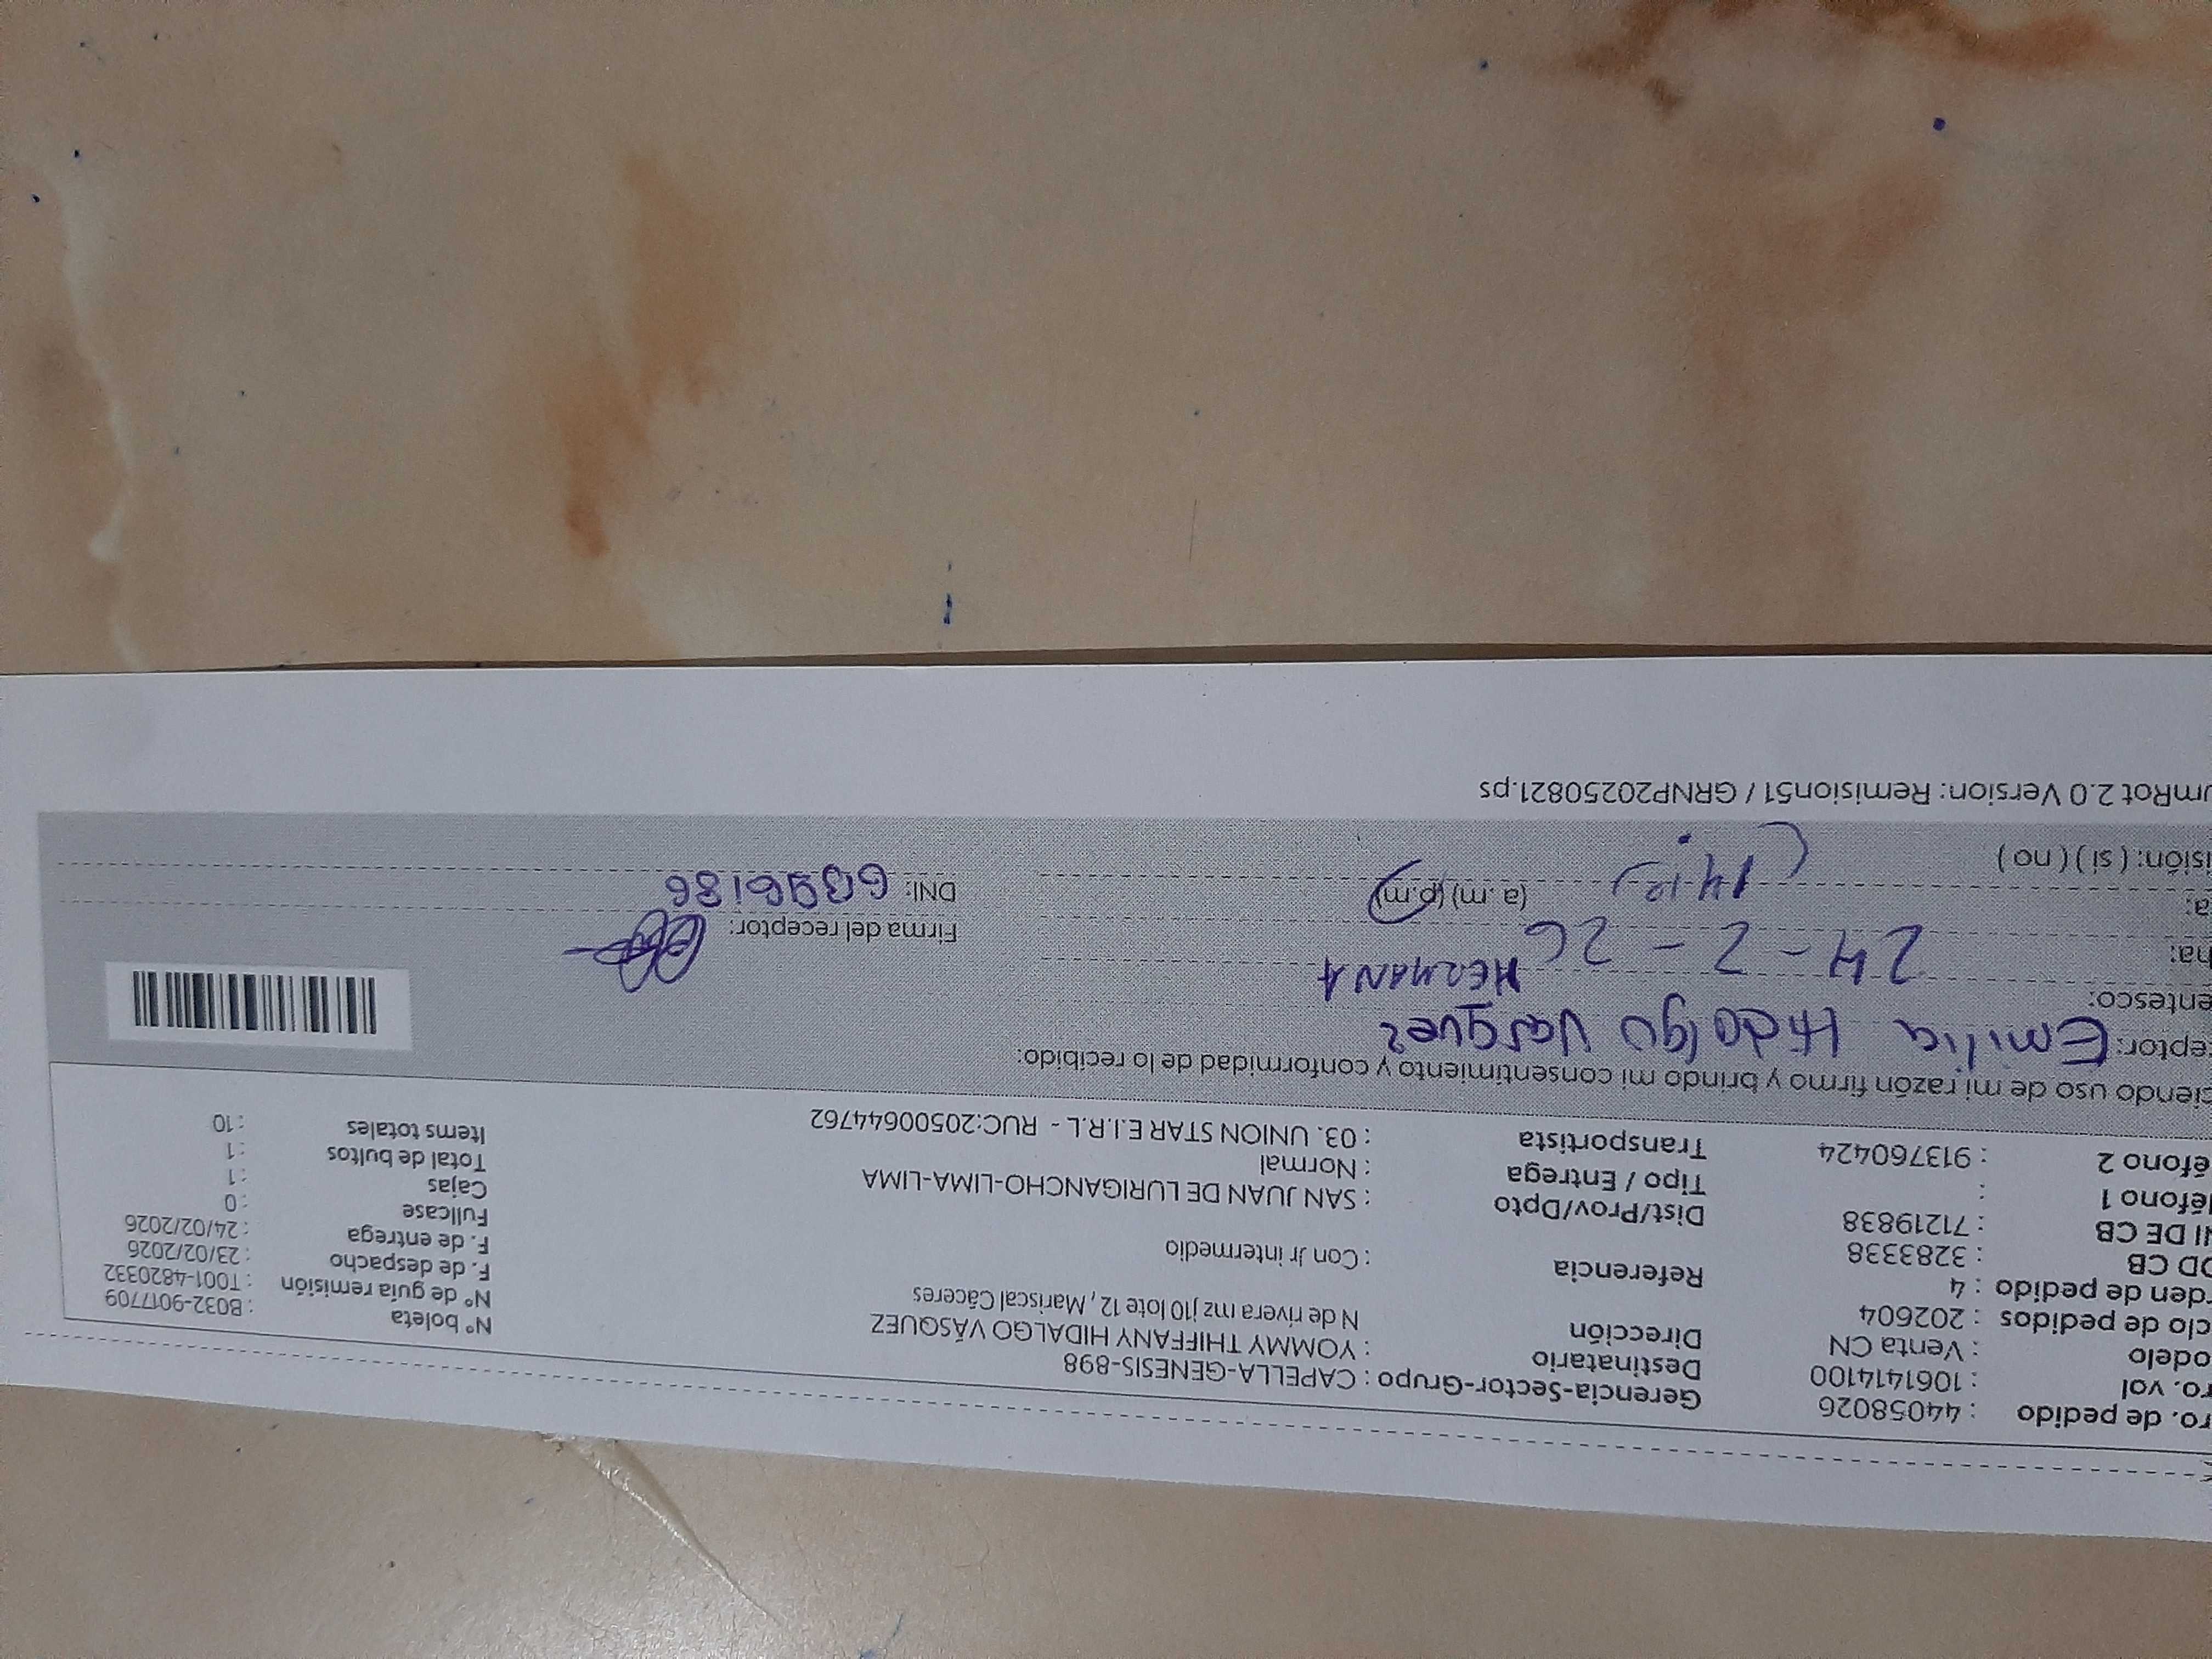 ro. de pedido : 44058026 Gerencia-Sector-Grupo : CAPELLA-GENESIS-898
ro. vol : 1061414100 Destinatario : YOMMY THIFFANY HIDALGO VÁSQUEZ Nº boleta : B032-9017709
odelo : Venta CN Dirección N de rivera mz j10 lote 12, Mariscal Cáceres Nº de guía remisión : T001-4820332
clo de pedidos : 202604 F. de despacho : 23/02/2026
rden de pedido : 4 Referencia : Con Jr intermedio F. de entrega : 24/02/2026
OD CB : 3283338 Fullcase : 0
NI DE CB : 71219838 Dist/Prov/Dpto : SAN JUAN DE LURIGANCHO-LIMA-LIMA Cajas : 1
léfono 1 : Tipo / Entrega : Normal Total de bultos : 1
éfono 2 : 913760424 Transportista : 03. UNION STAR E.I.R.L - RUC:20500644762 Items totales : 10
ciendo uso de mi razón firmo y brindo mi consentimiento y conformidad de lo recibido:
ceptor: Emilia Hidalgo Vasquez
entesco: HERMANA
ha: 24-2-26 Firma del receptor:
a: (a.m) (p.m) DNI:
isión: ( si ) ( no )
umRot 2.0 Version: Remision51 / GRNP20250821.ps